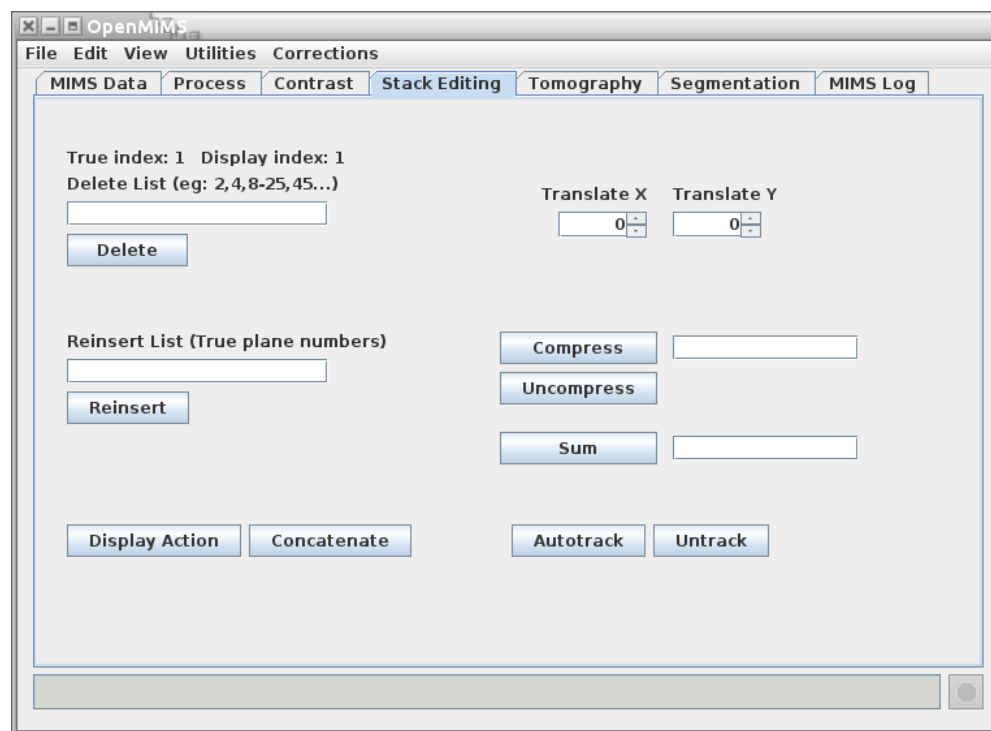 OpenMIMS
File Edit View Utilities Corrections
MIMS Data Process Contrast Stack Editing Tomography Segmentation MIMS Log
True index: 1 Display index: 1
Delete List (eg: 2,4,8-25,45...)
Delete
Translate X Translate Y
0 0
Reinsert List (True plane numbers)
Reinsert
Compress
Uncompress
Sum
Display Action Concatenate
Autotrack Untrack